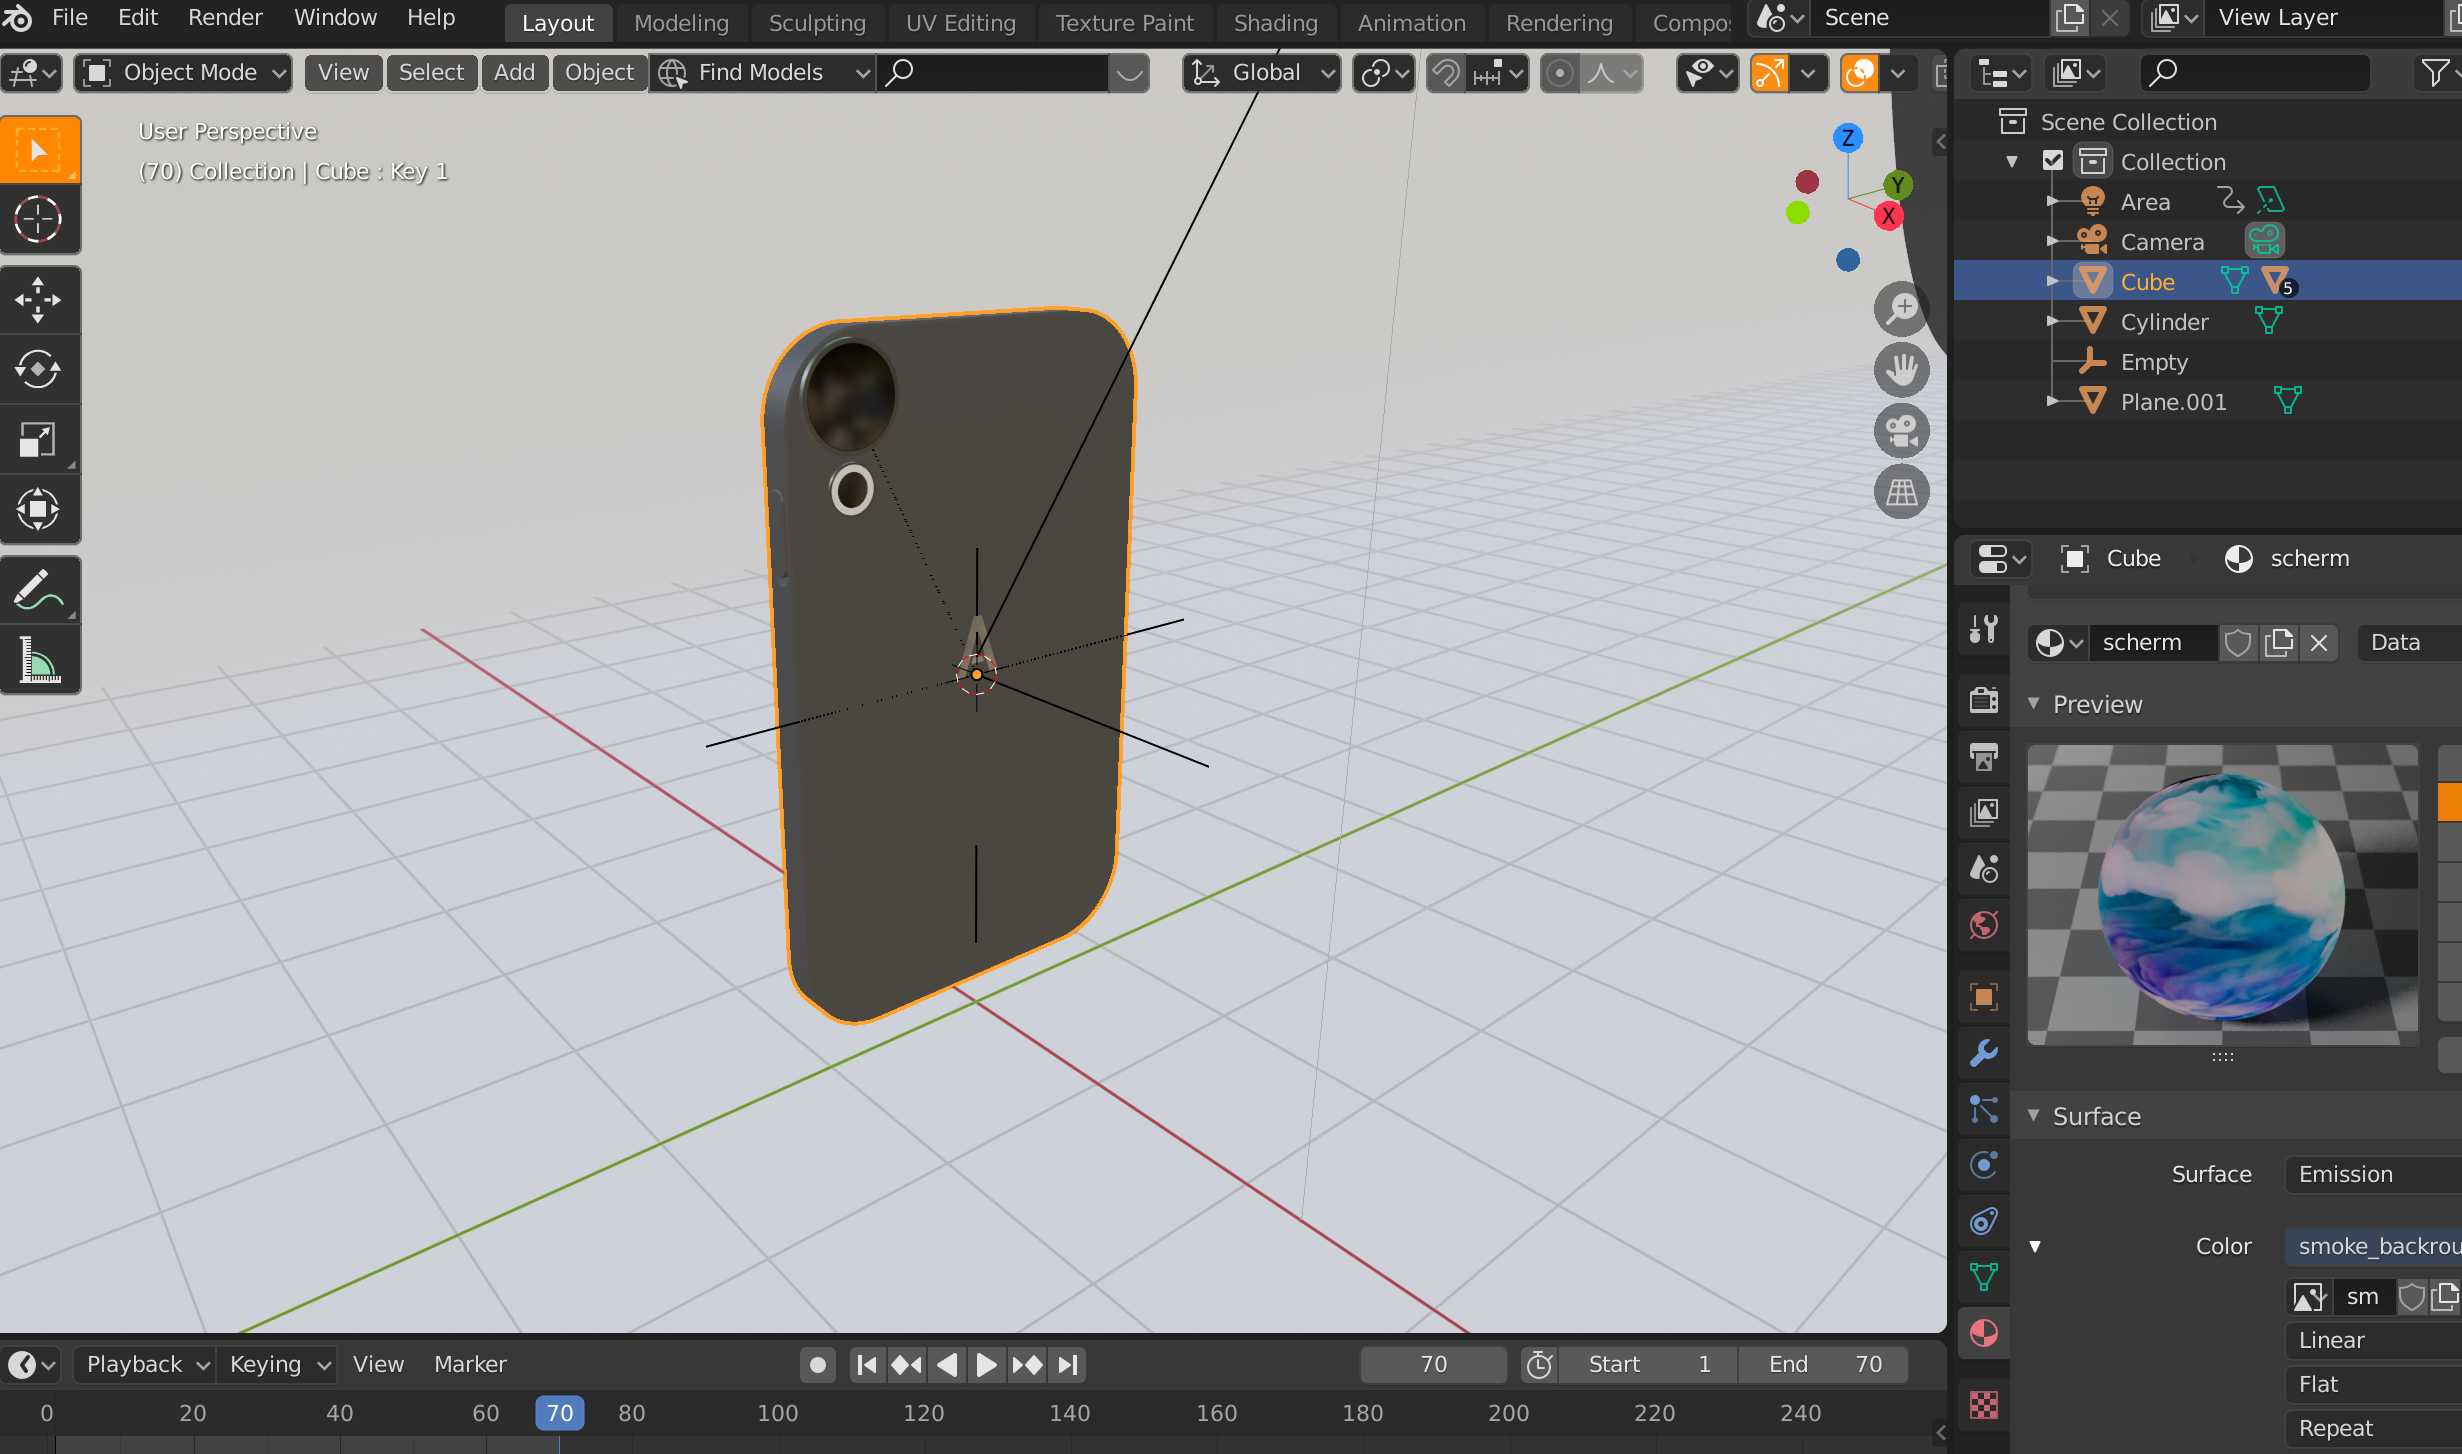 File Edit Render Window Help Layout Modeling Sculpting UV Editing Texture Paint Shading Animation Rendering Compos Scene View Layer
Object Mode View Select Add Object Find Models Global
User Perspective
(70) Collection | Cube : Key 1
Z
Y
X
Scene Collection
Collection
Area
Camera
Cube 5
Cylinder
Empty
Plane.001
Cube scherm
scherm Data
Preview
Surface
Surface Emission
Color smoke_backrou
sm
Linear
Flat
Repeat
Playback Keying View Marker 70 Start 1 End 70
0 20 40 60 70 80 100 120 140 160 180 200 220 240